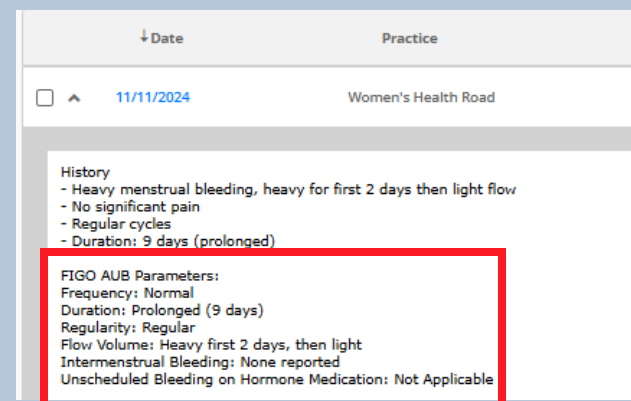 ↓Date Practice
11/11/2024 Women's Health Road
History
- Heavy menstrual bleeding, heavy for first 2 days then light flow
- No significant pain
- Regular cycles
- Duration: 9 days (prolonged)
FIGO AUB Parameters:
Frequency: Normal
Duration: Prolonged (9 days)
Regularity: Regular
Flow Volume: Heavy first 2 days, then light
Intermenstrual Bleeding: None reported
Unscheduled Bleeding on Hormone Medication: Not Applicable